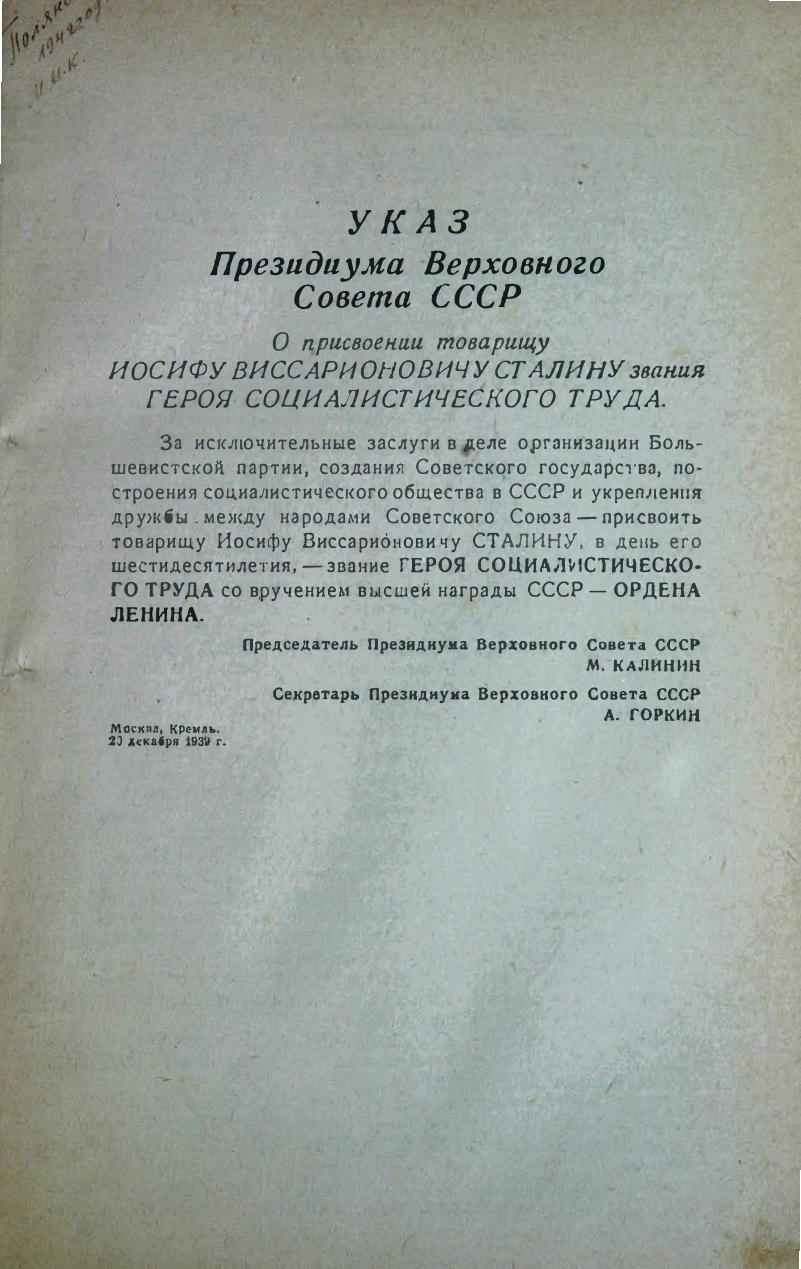 1942 год
И.И.К.
УКАЗ
Президиума Верховного
Совета СССР
О присвоении товарищу
ИОСИФУ ВИССАРИОНОВИЧУ СТАЛИНУ звания
ГЕРОЯ СОЦИАЛИСТИЧЕСКОГО ТРУДА.
За исключительные заслуги в деле организации Боль-
шевистской партии, создания Советского государства, по-
строения социалистического общества в СССР и укрепления
дружбы между народами Советского Союза — присвоить
товарищу Иосифу Виссарионовичу СТАЛИНУ, в день его
шестидесятилетия, — звание ГЕРОЯ СОЦИАЛИСТИЧЕСКО-
ГО ТРУДА со вручением высшей награды СССР — ОРДЕНА
ЛЕНИНА.
Председатель Президиума Верховного Совета СССР
М. КАЛИНИН
Секретарь Президиума Верховного Совета СССР
А. ГОРКИН
Москва, Кремль.
20 декабря 1939 г.